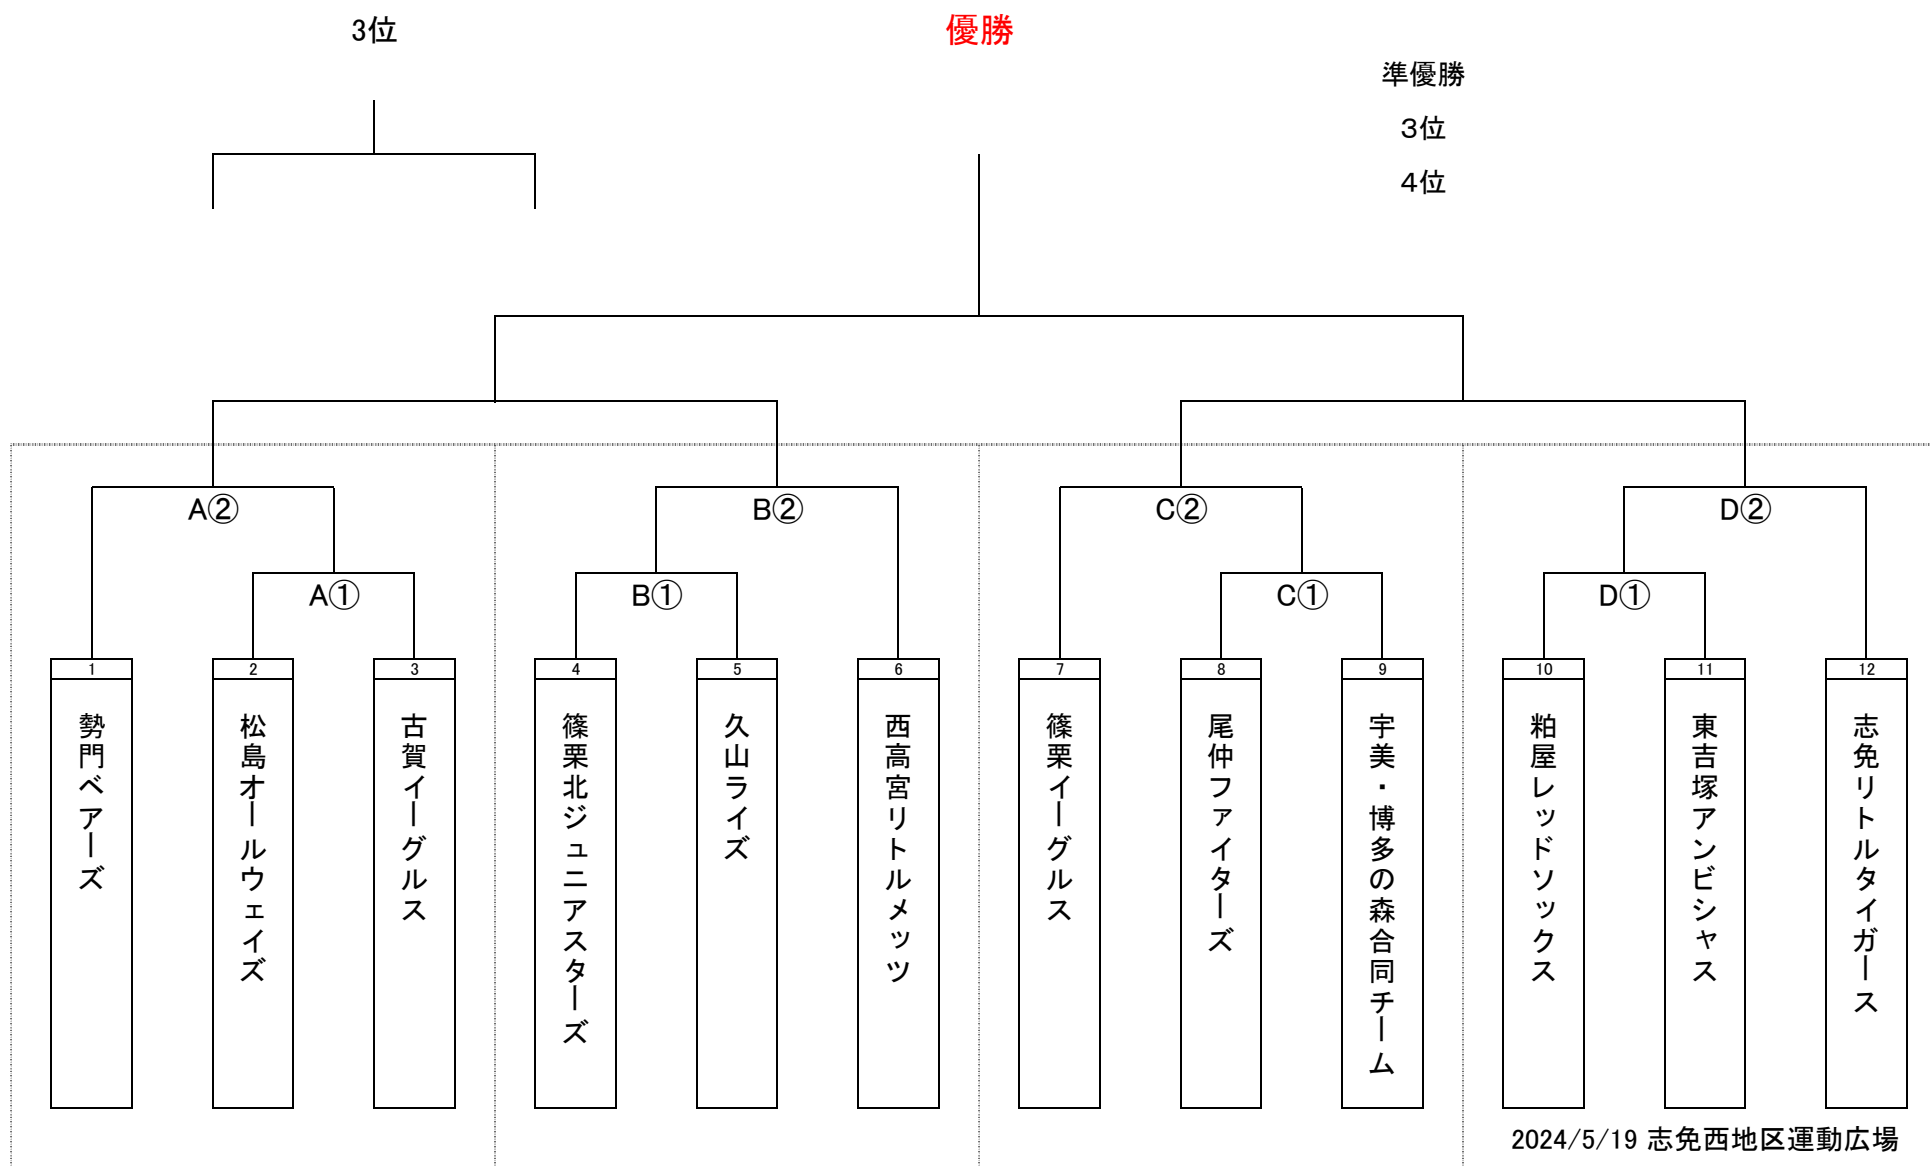 3位
優勝
準優勝
３位
４位
A②
B②
C②
D②
A①
B①
C①
D①
1
2
3
4
5
6
7
8
9
10
11
12
勢門ベアーズ
松島オールウェイズ
古賀イーグルス
篠栗北ジュニアスターズ
久山ライズ
西高宮リトルメッツ
篠栗イーグルス
尾仲ファイターズ
宇美・博多の森合同チーム
粕屋レッドソックス
東吉塚アンビシャス
志免リトルタイガース
2024/5/19 志免西地区運動広場